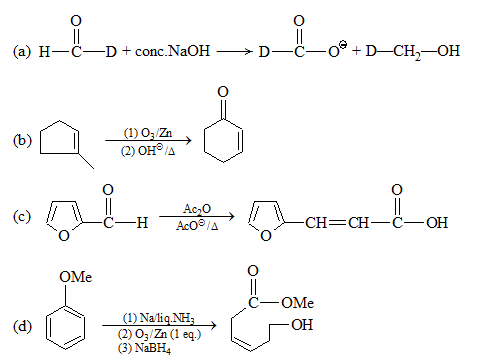 O
(a) H—C—D + conc.NaOH ⟶ D—C—O⊖ + D—CH₂—OH
O
O
(b) (1) O₃/Zn
(2) OH⊖/Δ
O
O
(c) C—H Ac₂O CH=CH—C—OH
O AcO⊖/Δ O
OMe
O
C—OMe
(d) (1) Na/liq.NH₃ OH
(2) O₃/Zn (1 eq.)
(3) NaBH₄